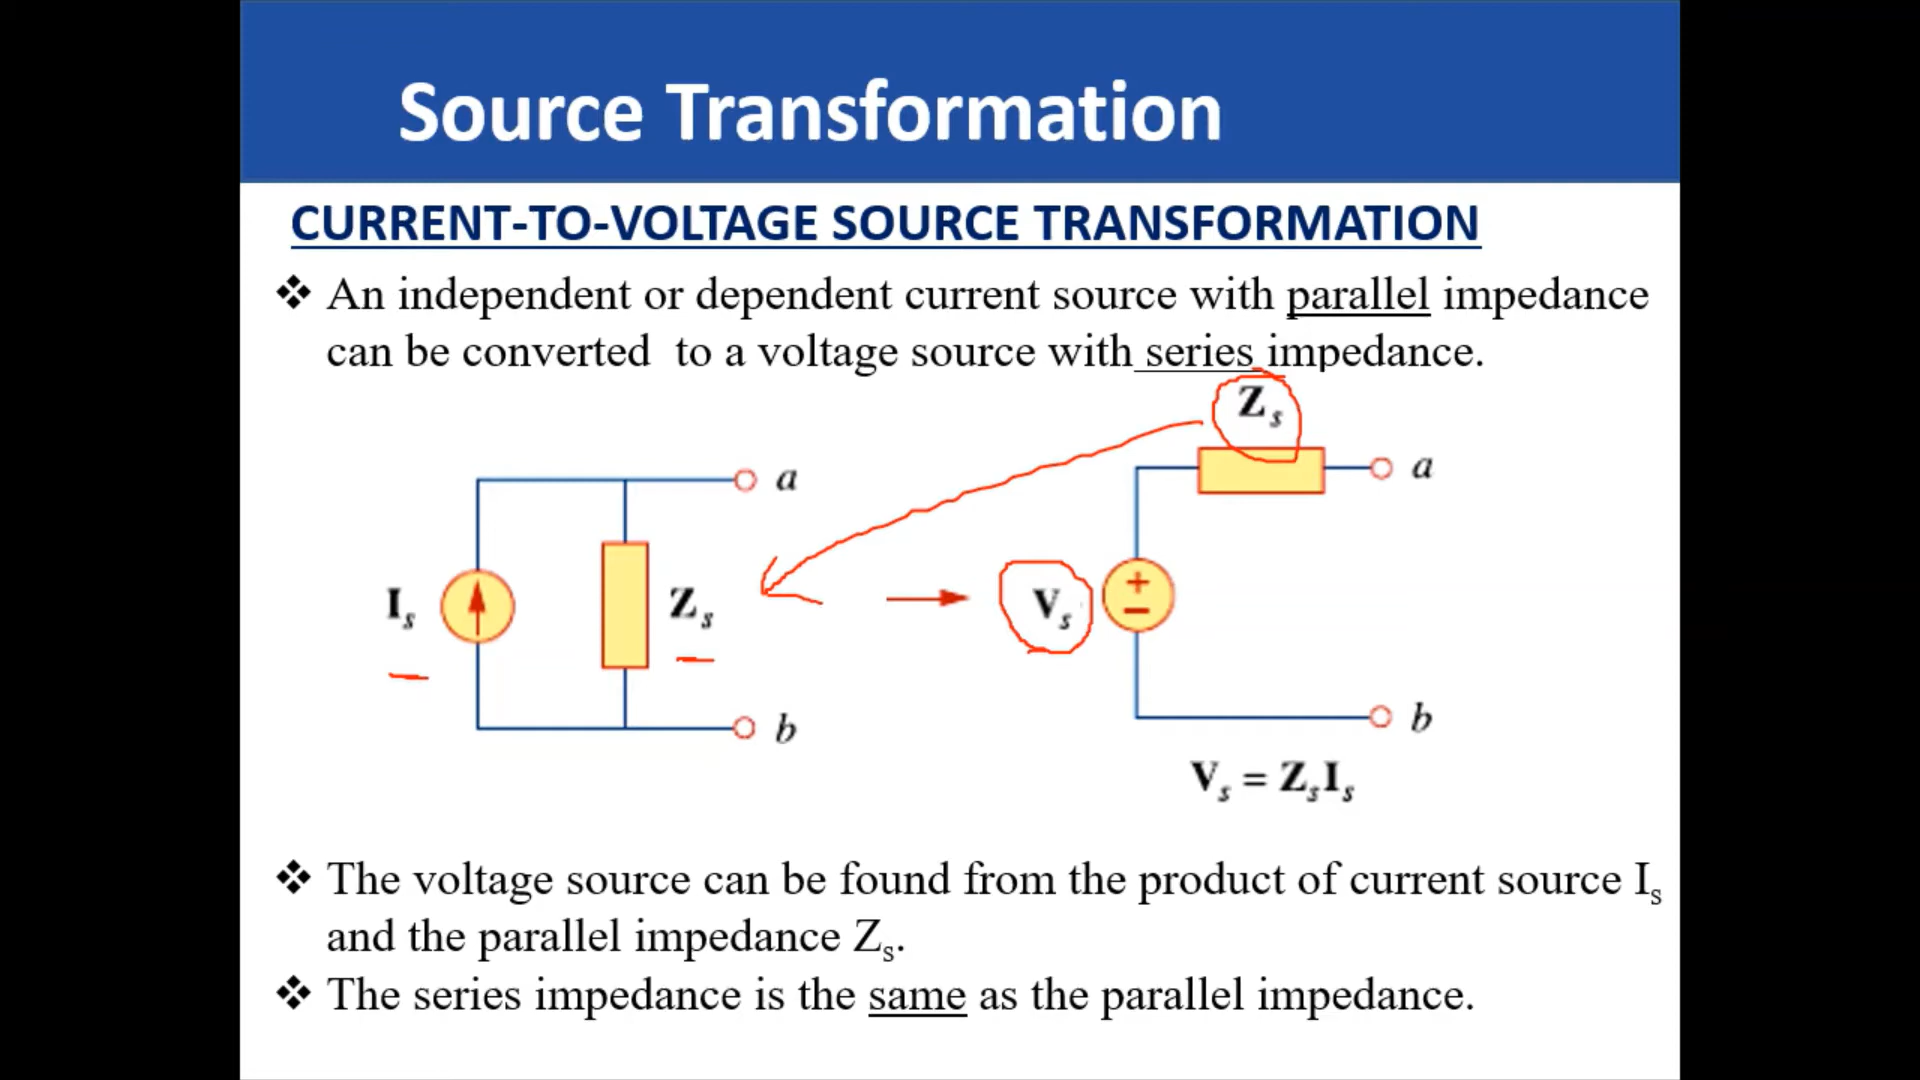 Source Transformation
CURRENT-TO-VOLTAGE SOURCE TRANSFORMATION
❖ An independent or dependent current source with parallel impedance
can be converted to a voltage source with series impedance.
Zs
a
a
Is
Zs
Vs
+
−
b
b
Vs = ZsIs
❖ The voltage source can be found from the product of current source Is
and the parallel impedance Zs.
❖ The series impedance is the same as the parallel impedance.